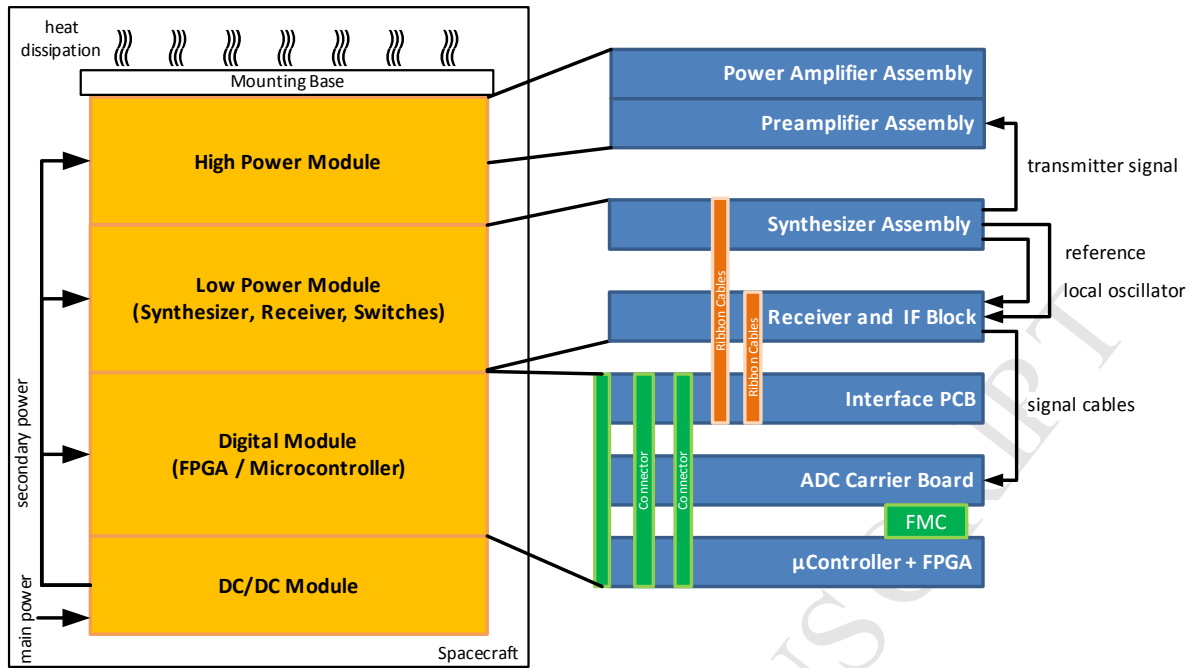 heat
dissipation
Mounting Base
High Power Module
Low Power Module
(Synthesizer, Receiver, Switches)
Digital Module
(FPGA / Microcontroller)
DC/DC Module
secondary power
main power
Spacecraft
Power Amplifier Assembly
Preamplifier Assembly
transmitter signal
Synthesizer Assembly
reference
local oscillator
Receiver and IF Block
Ribbon Cables
Ribbon Cables
Interface PCB
signal cables
ADC Carrier Board
Connector
Connector
FMC
µController + FPGA
NUSCRIPT